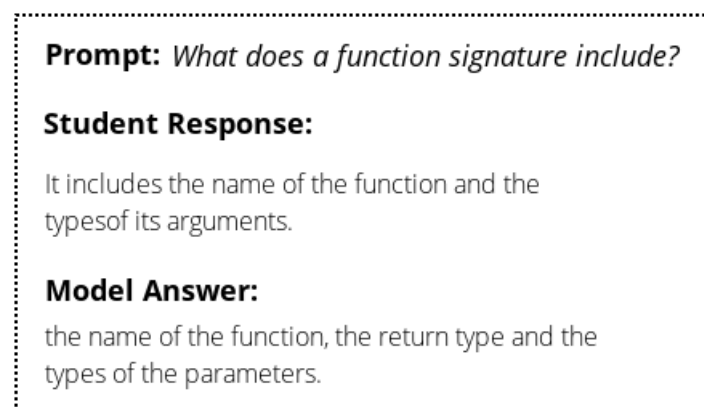 Prompt: What does a function signature include?
Student Response:
It includes the name of the function and the
typesof its arguments.
Model Answer:
the name of the function, the return type and the
types of the parameters.